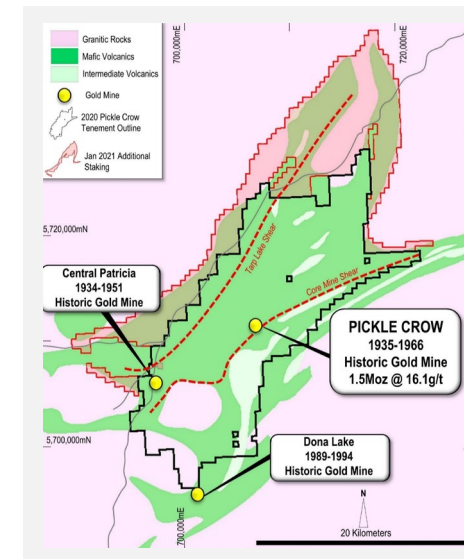 Granitic Rocks
Mafic Volcanics
Intermediate Volcanics
Gold Mine
2020 Pickle Crow
Tenement Outline
Jan 2021 Additional
Staking
700,000mE
720,000mE
5,720,000mN
Tarp Lake Shear
Core Mine Shear
Central Patricia
1934-1951
Historic Gold Mine
PICKLE CROW
1935-1966
Historic Gold Mine
1.5Moz @ 16.1g/t
5,700,000mN
Dona Lake
1989-1994
Historic Gold Mine
N
20 Kilometers